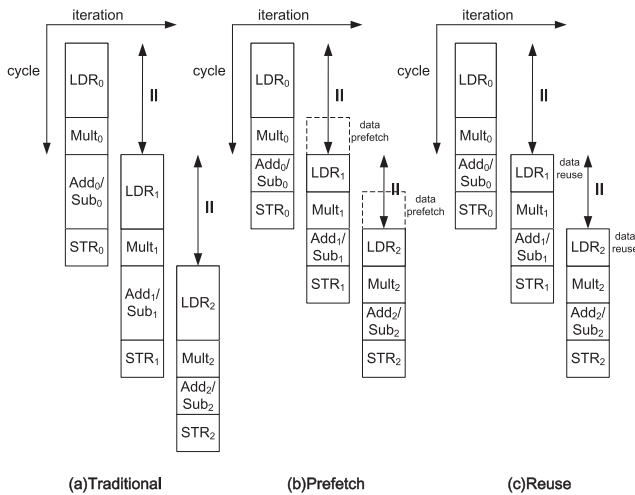 iteration
cycle
LDR0
Mult0
Add0/
Sub0
STR0
II
LDR1
Mult1
Add1/
Sub1
STR1
II
LDR2
Mult2
Add2/
Sub2
STR2
(a)Traditional
iteration
cycle
LDR0
Mult0
Add0/
Sub0
STR0
II
data
prefetch
LDR1
Mult1
Add1/
Sub1
STR1
II
data
prefetch
LDR2
Mult2
Add2/
Sub2
STR2
(b)Prefetch
iteration
cycle
LDR0
Mult0
Add0/
Sub0
STR0
II
LDR1
data
reuse
Mult1
Add1/
Sub1
STR1
II
LDR2
data
reuse
Mult2
Add2/
Sub2
STR2
(c)Reuse